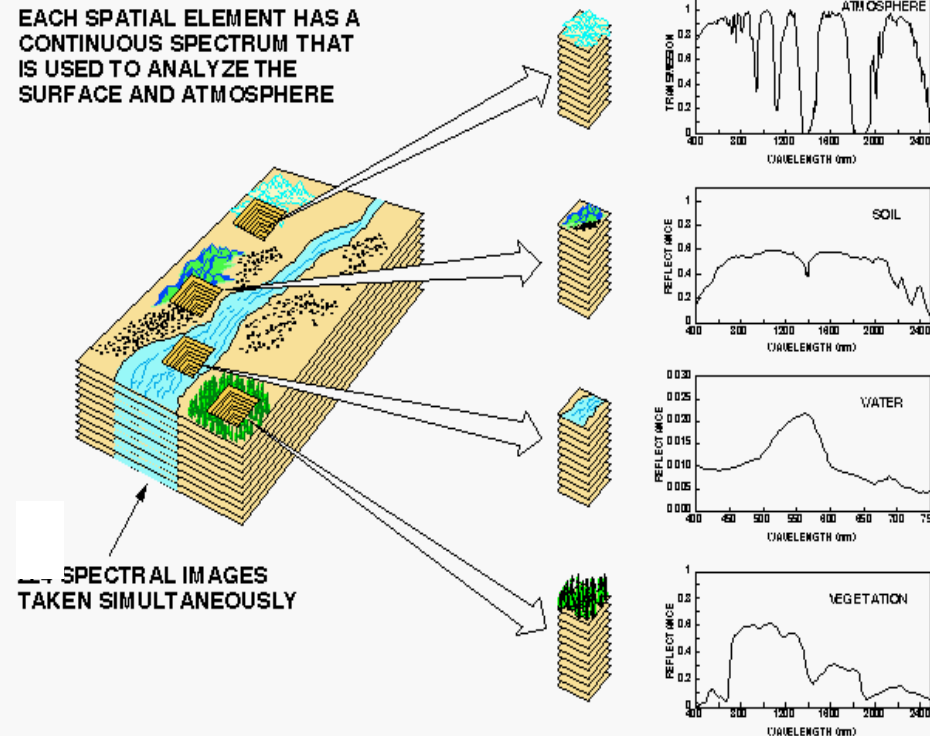 EACH SPATIAL ELEMENT HAS A
CONTINUOUS SPECTRUM THAT
IS USED TO ANALYZE THE
SURFACE AND ATMOSPHERE
SPECTRAL IMAGES
TAKEN SIMULTANEOUSLY
ATMOSPHERE
TRANSMISSION
1
0.8
0.6
0.4
0.2
0
400 800 1200 1600 2000 2400
WAVELENGTH (nm)
SOIL
REFLECTANCE
1
0.8
0.6
0.4
0.2
0
400 800 1200 1600 2000 2400
WAVELENGTH (nm)
WATER
REFLECTANCE
0.030
0.025
0.020
0.015
0.010
0.005
0.000
400 450 500 550 600 650 700
WAVELENGTH (nm)
VEGETATION
REFLECTANCE
1
0.8
0.6
0.4
0.2
0
400 800 1200 1600 2000 2400
WAVELENGTH (nm)